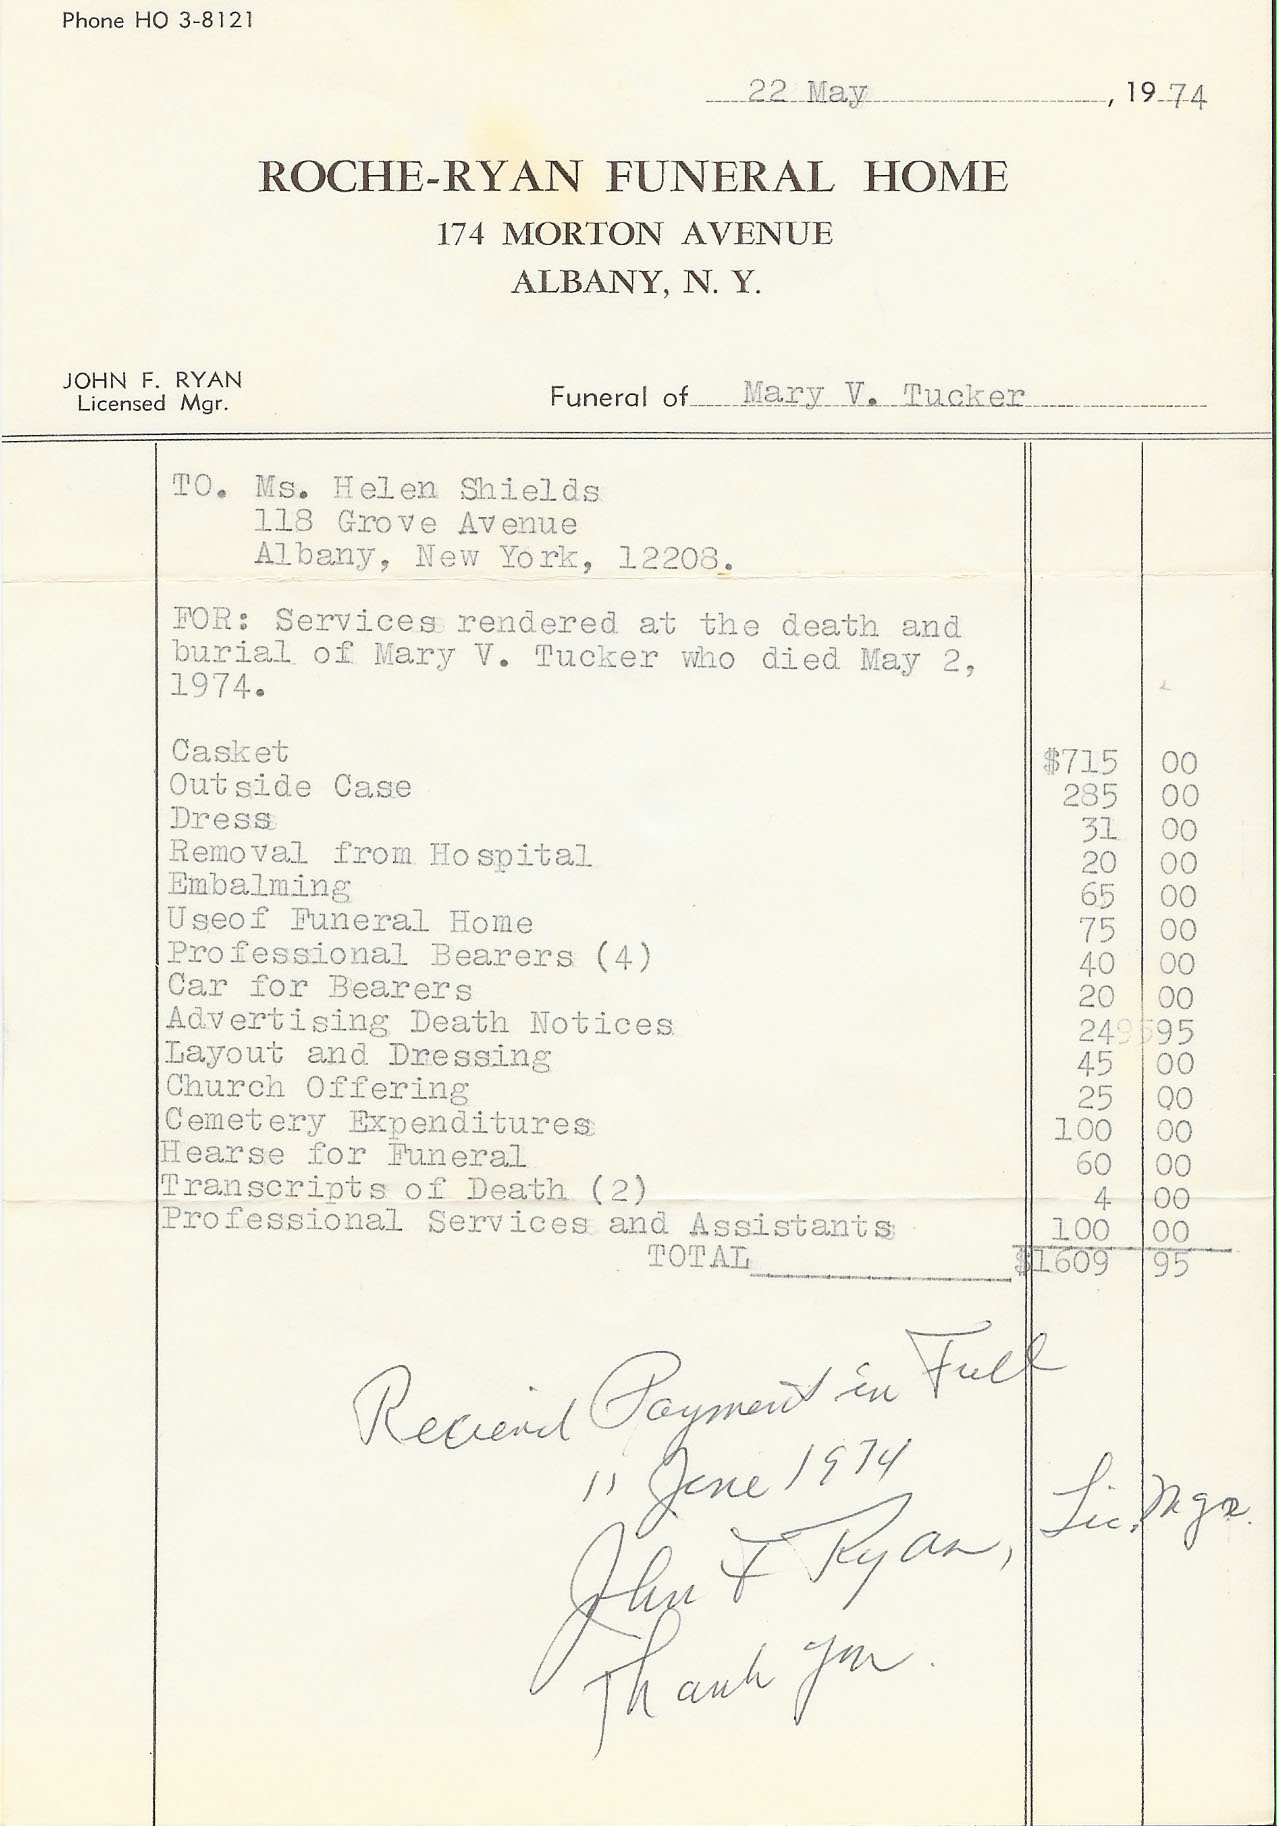 Phone HO 3-8121
22 May, 1974
ROCHE-RYAN FUNERAL HOME
174 MORTON AVENUE
ALBANY, N. Y.
JOHN F. RYAN
Licensed Mgr.
Funeral of Mary V. Tucker
TO. Ms. Helen Shields
118 Grove Avenue
Albany, New York, 12208.
FOR: Services rendered at the death and
burial of Mary V. Tucker who died May 2,
1974.
Casket $715 00
Outside Case 285 00
Dress 31 00
Removal from Hospital 20 00
Embalming 65 00
Useof Funeral Home 75 00
Professional Bearers (4) 40 00
Car for Bearers 20 00
Advertising Death Notices 24 95
Layout and Dressing 45 00
Church Offering 25 00
Cemetery Expenditures 100 00
Hearse for Funeral 60 00
Transcripts of Death (2) 4 00
Professional Services and Assistants 100 00
TOTAL $1609 95
Received Payment in Full
11 June 1974
John F Ryan, Lic. Mgr.
Thank you.